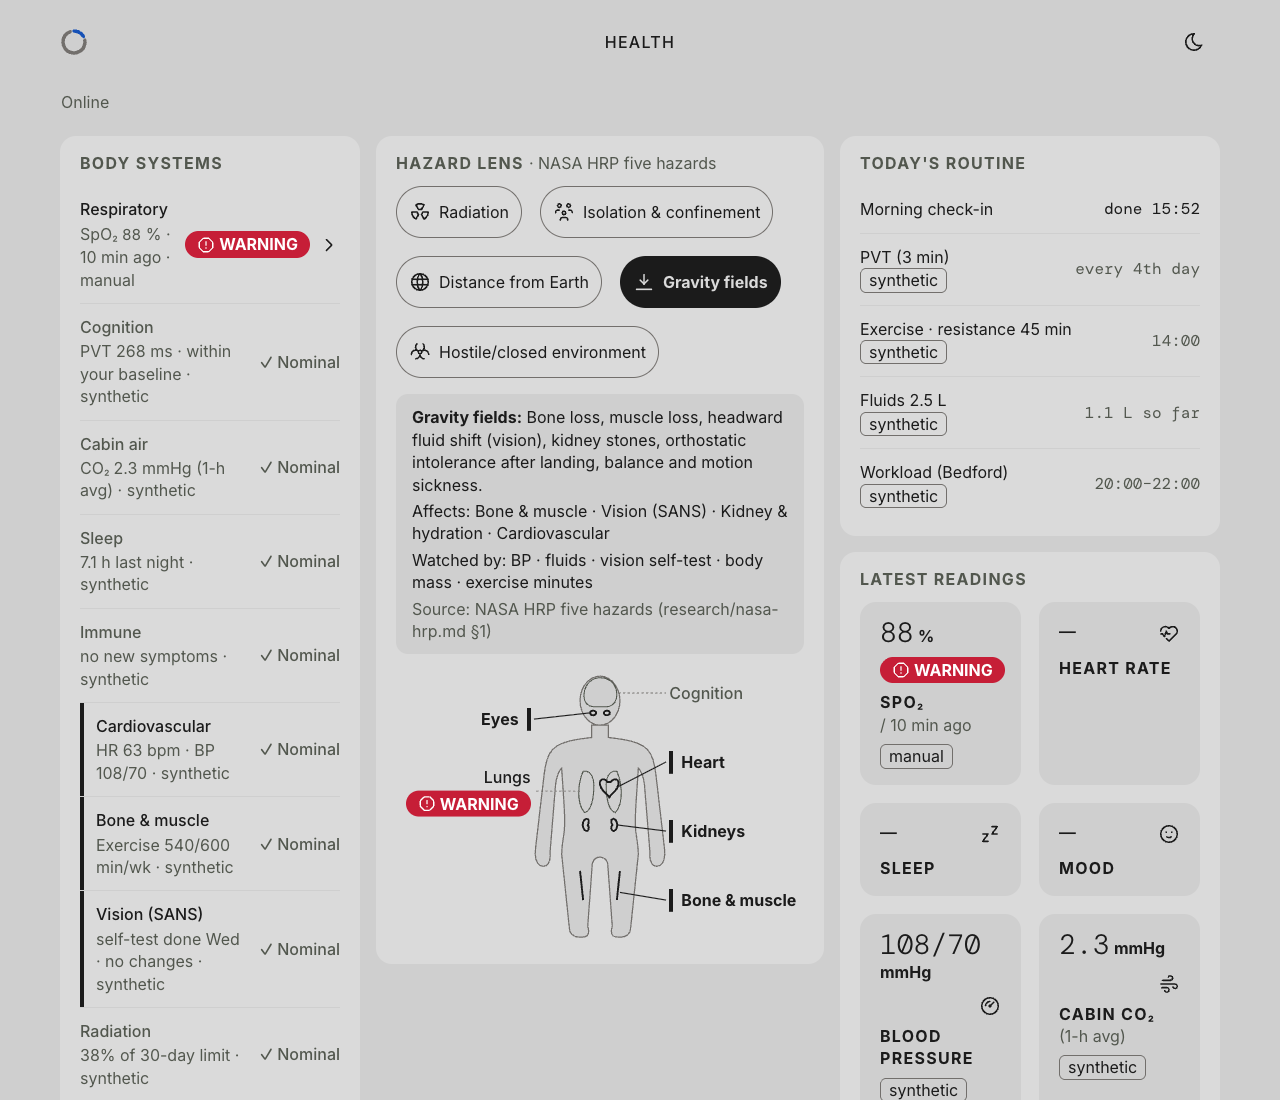 HEALTH
Online
BODY SYSTEMS
Respiratory
SpO₂ 88 % ·
10 min ago ·
manual
WARNING
Cognition
PVT 268 ms · within
your baseline ·
synthetic
Nominal
Cabin air
CO₂ 2.3 mmHg (1-h
avg) · synthetic
Nominal
Sleep
7.1 h last night ·
synthetic
Nominal
Immune
no new symptoms ·
synthetic
Nominal
Cardiovascular
HR 63 bpm · BP
108/70 · synthetic
Nominal
Bone & muscle
Exercise 540/600
min/wk · synthetic
Nominal
Vision (SANS)
self-test done Wed
· no changes ·
synthetic
Nominal
Radiation
38% of 30-day limit ·
synthetic
Nominal
HAZARD LENS · NASA HRP five hazards
Radiation
Isolation & confinement
Distance from Earth
Gravity fields
Hostile/closed environment
Gravity fields: Bone loss, muscle loss, headward
fluid shift (vision), kidney stones, orthostatic
intolerance after landing, balance and motion
sickness.
Affects: Bone & muscle · Vision (SANS) · Kidney &
hydration · Cardiovascular
Watched by: BP · fluids · vision self-test · body
mass · exercise minutes
Source: NASA HRP five hazards (research/nasa-
hrp.md §1)
Cognition
Eyes
Heart
Lungs
WARNING
Kidneys
Bone & muscle
TODAY'S ROUTINE
Morning check-in
done 15:52
PVT (3 min)
synthetic
every 4th day
Exercise · resistance 45 min
synthetic
14:00
Fluids 2.5 L
synthetic
1.1 L so far
Workload (Bedford)
synthetic
20:00–22:00
LATEST READINGS
88 %
WARNING
SPO₂
/ 10 min ago
manual
—
HEART RATE
—
SLEEP
—
MOOD
108/70
mmHg
BLOOD
PRESSURE
synthetic
2.3 mmHg
CABIN CO₂
(1-h avg)
synthetic